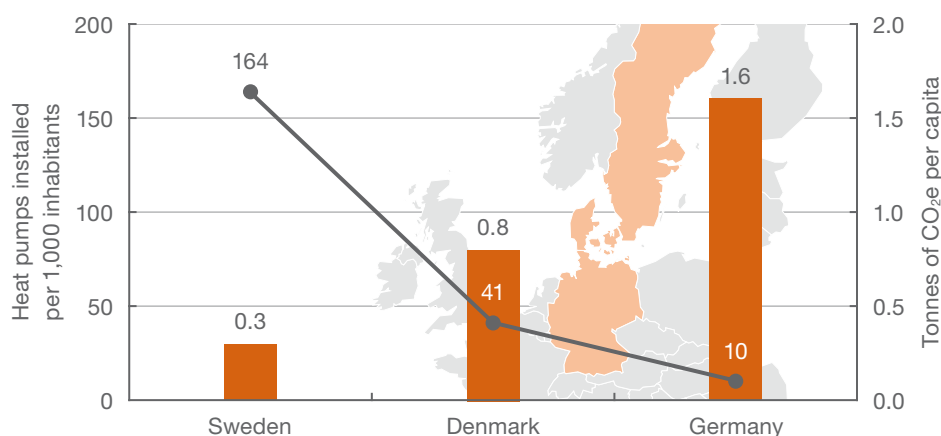 Heat pumps installed
per 1,000 inhabitants
200
150
100
50
0
2.0
1.5
1.0
0.5
0.0
Tonnes of CO₂e per capita
164
0.3
0.8
41
1.6
10
Sweden
Denmark
Germany